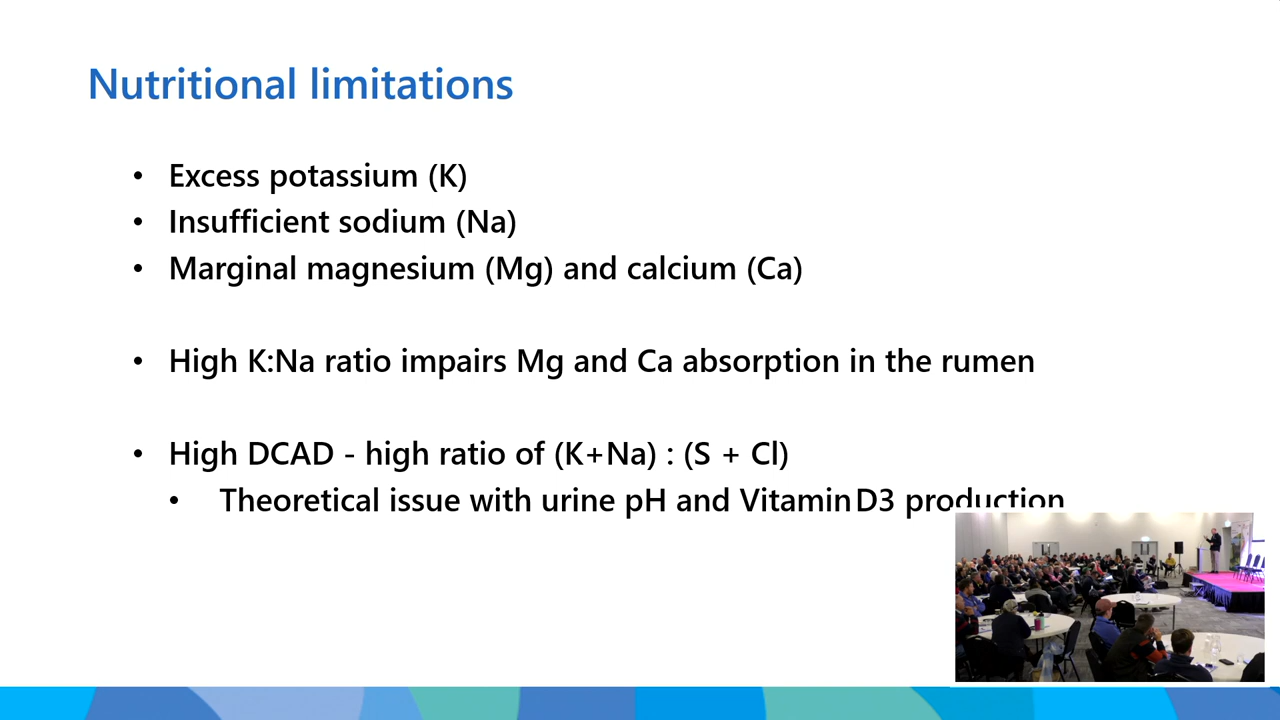 Nutritional limitations
• Excess potassium (K)
• Insufficient sodium (Na)
• Marginal magnesium (Mg) and calcium (Ca)
• High K:Na ratio impairs Mg and Ca absorption in the rumen
• High DCAD - high ratio of (K+Na) : (S + Cl)
• Theoretical issue with urine pH and Vitamin D3 production